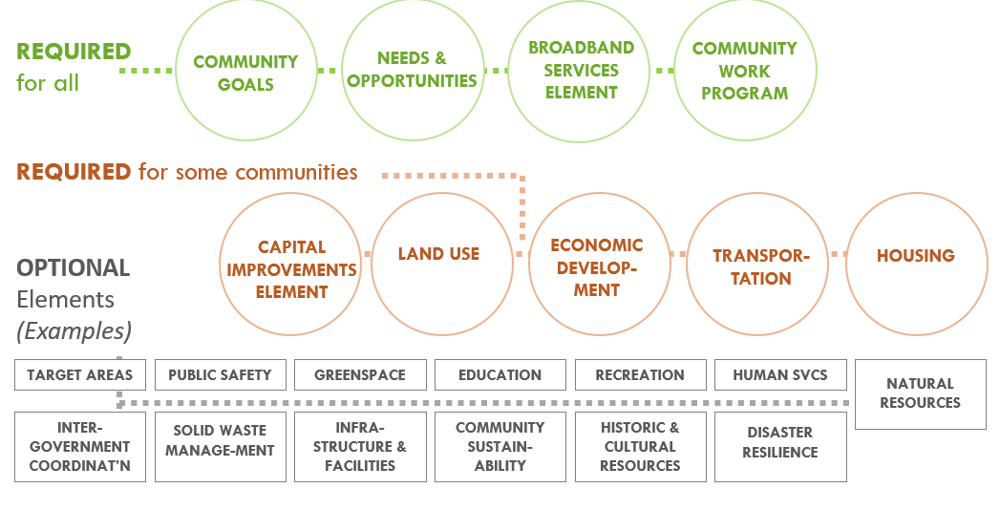 REQUIRED
for all
COMMUNITY
GOALS
NEEDS &
OPPORTUNITIES
BROADBAND
SERVICES
ELEMENT
COMMUNITY
WORK
PROGRAM
REQUIRED for some communities
CAPITAL
IMPROVEMENTS
ELEMENT
LAND USE
ECONOMIC
DEVELOP-
MENT
TRANSPOR-
TATION
HOUSING
OPTIONAL
Elements
(Examples)
TARGET AREAS
PUBLIC SAFETY
GREENSPACE
EDUCATION
RECREATION
HUMAN SVCS
NATURAL
RESOURCES
INTER-
GOVERNMENT
COORDINAT’N
SOLID WASTE
MANAGE-MENT
INFRA-
STRUCTURE &
FACILITIES
COMMUNITY
SUSTAIN-
ABILITY
HISTORIC &
CULTURAL
RESOURCES
DISASTER
RESILIENCE